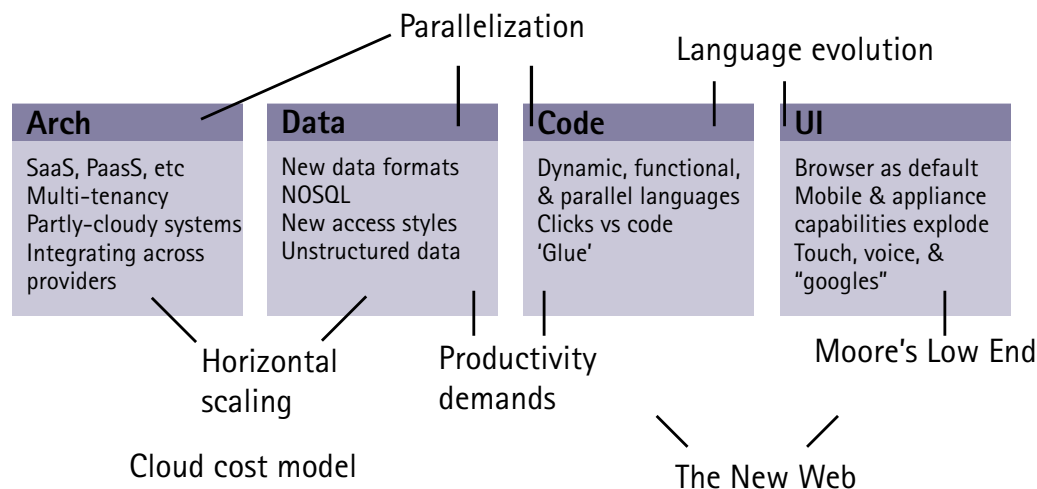 Parallelization
Language evolution
Arch
SaaS, PaasS, etc
Multi-tenancy
Partly-cloudy systems
Integrating across
providers
Data
New data formats
NOSQL
New access styles
Unstructured data
Code
Dynamic, functional,
& parallel languages
Clicks vs code
'Glue'
UI
Browser as default
Mobile & appliance
capabilities explode
Touch, voice, &
“googles”
Horizontal
scaling
Productivity
demands
Moore's Low End
Cloud cost model
The New Web